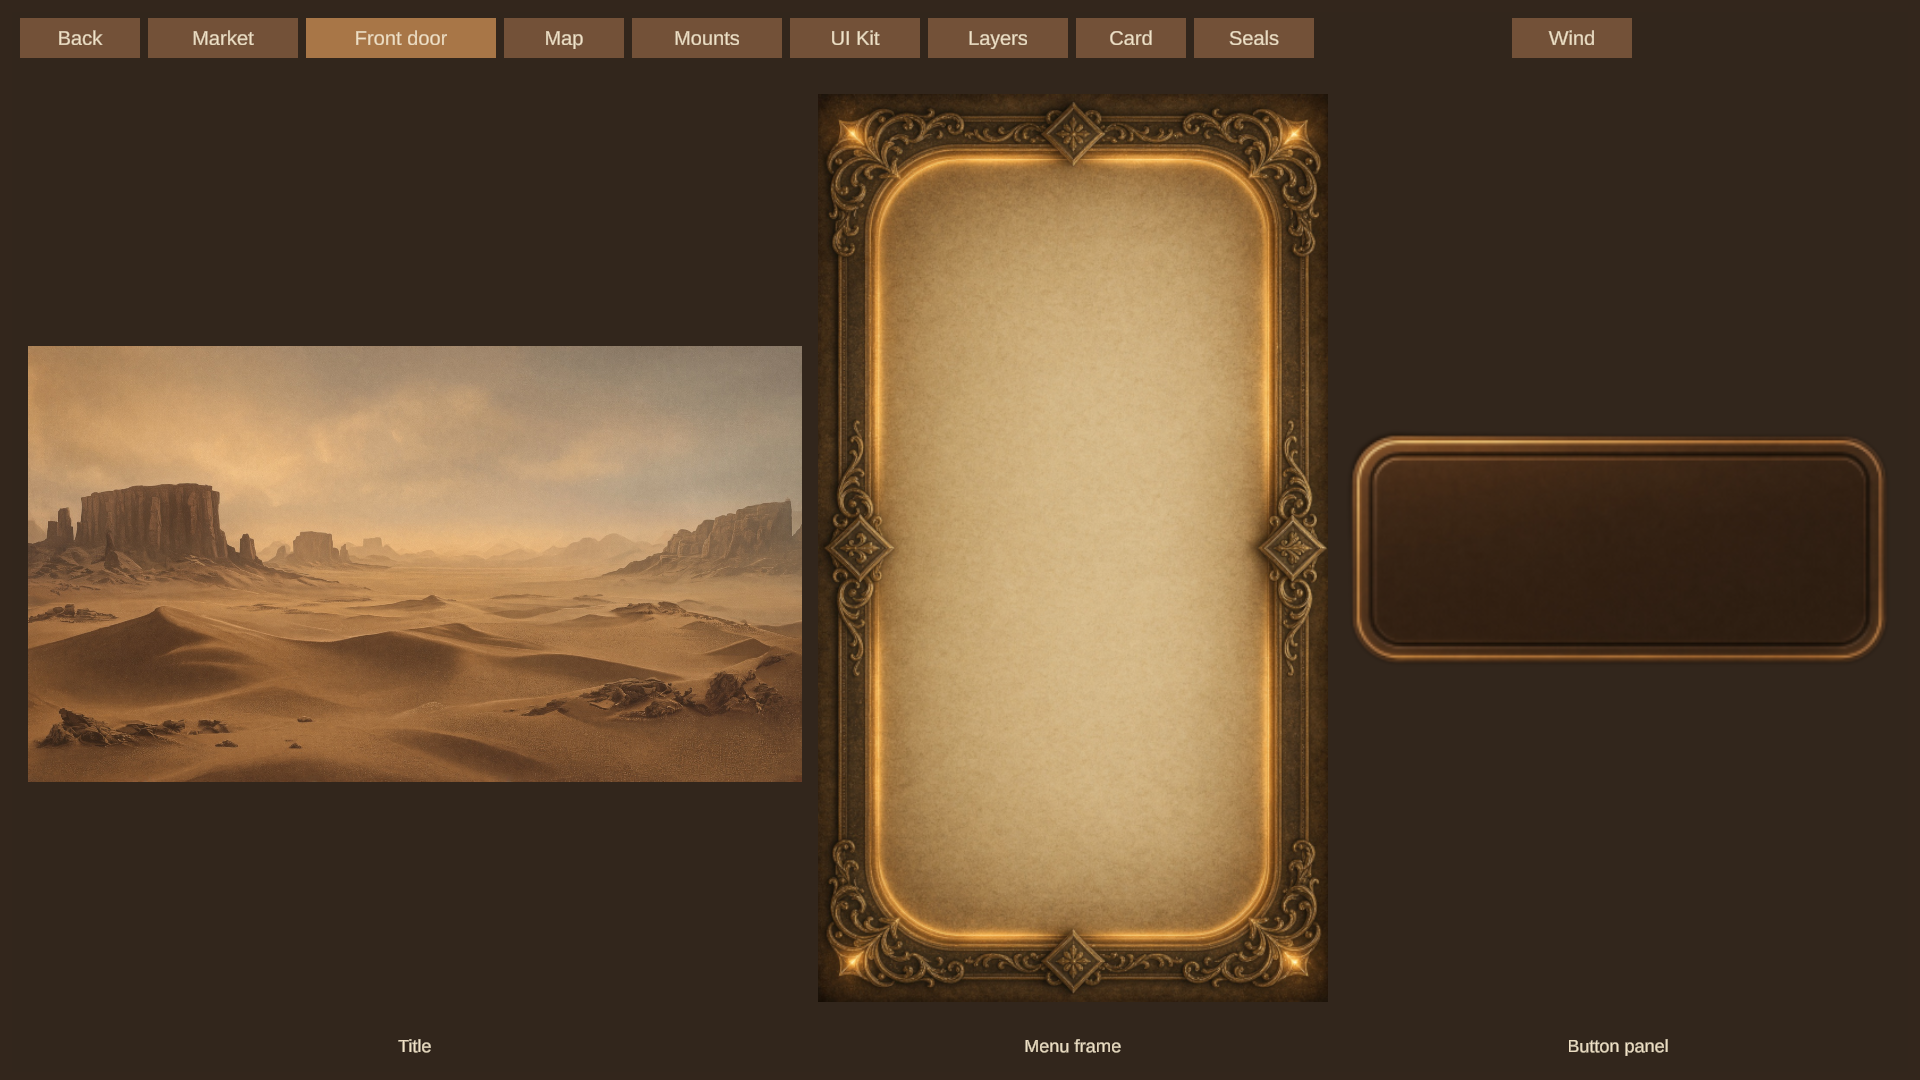 Back
Market
Front door
Map
Mounts
UI Kit
Layers
Card
Seals
Wind
Title
Menu frame
Button panel